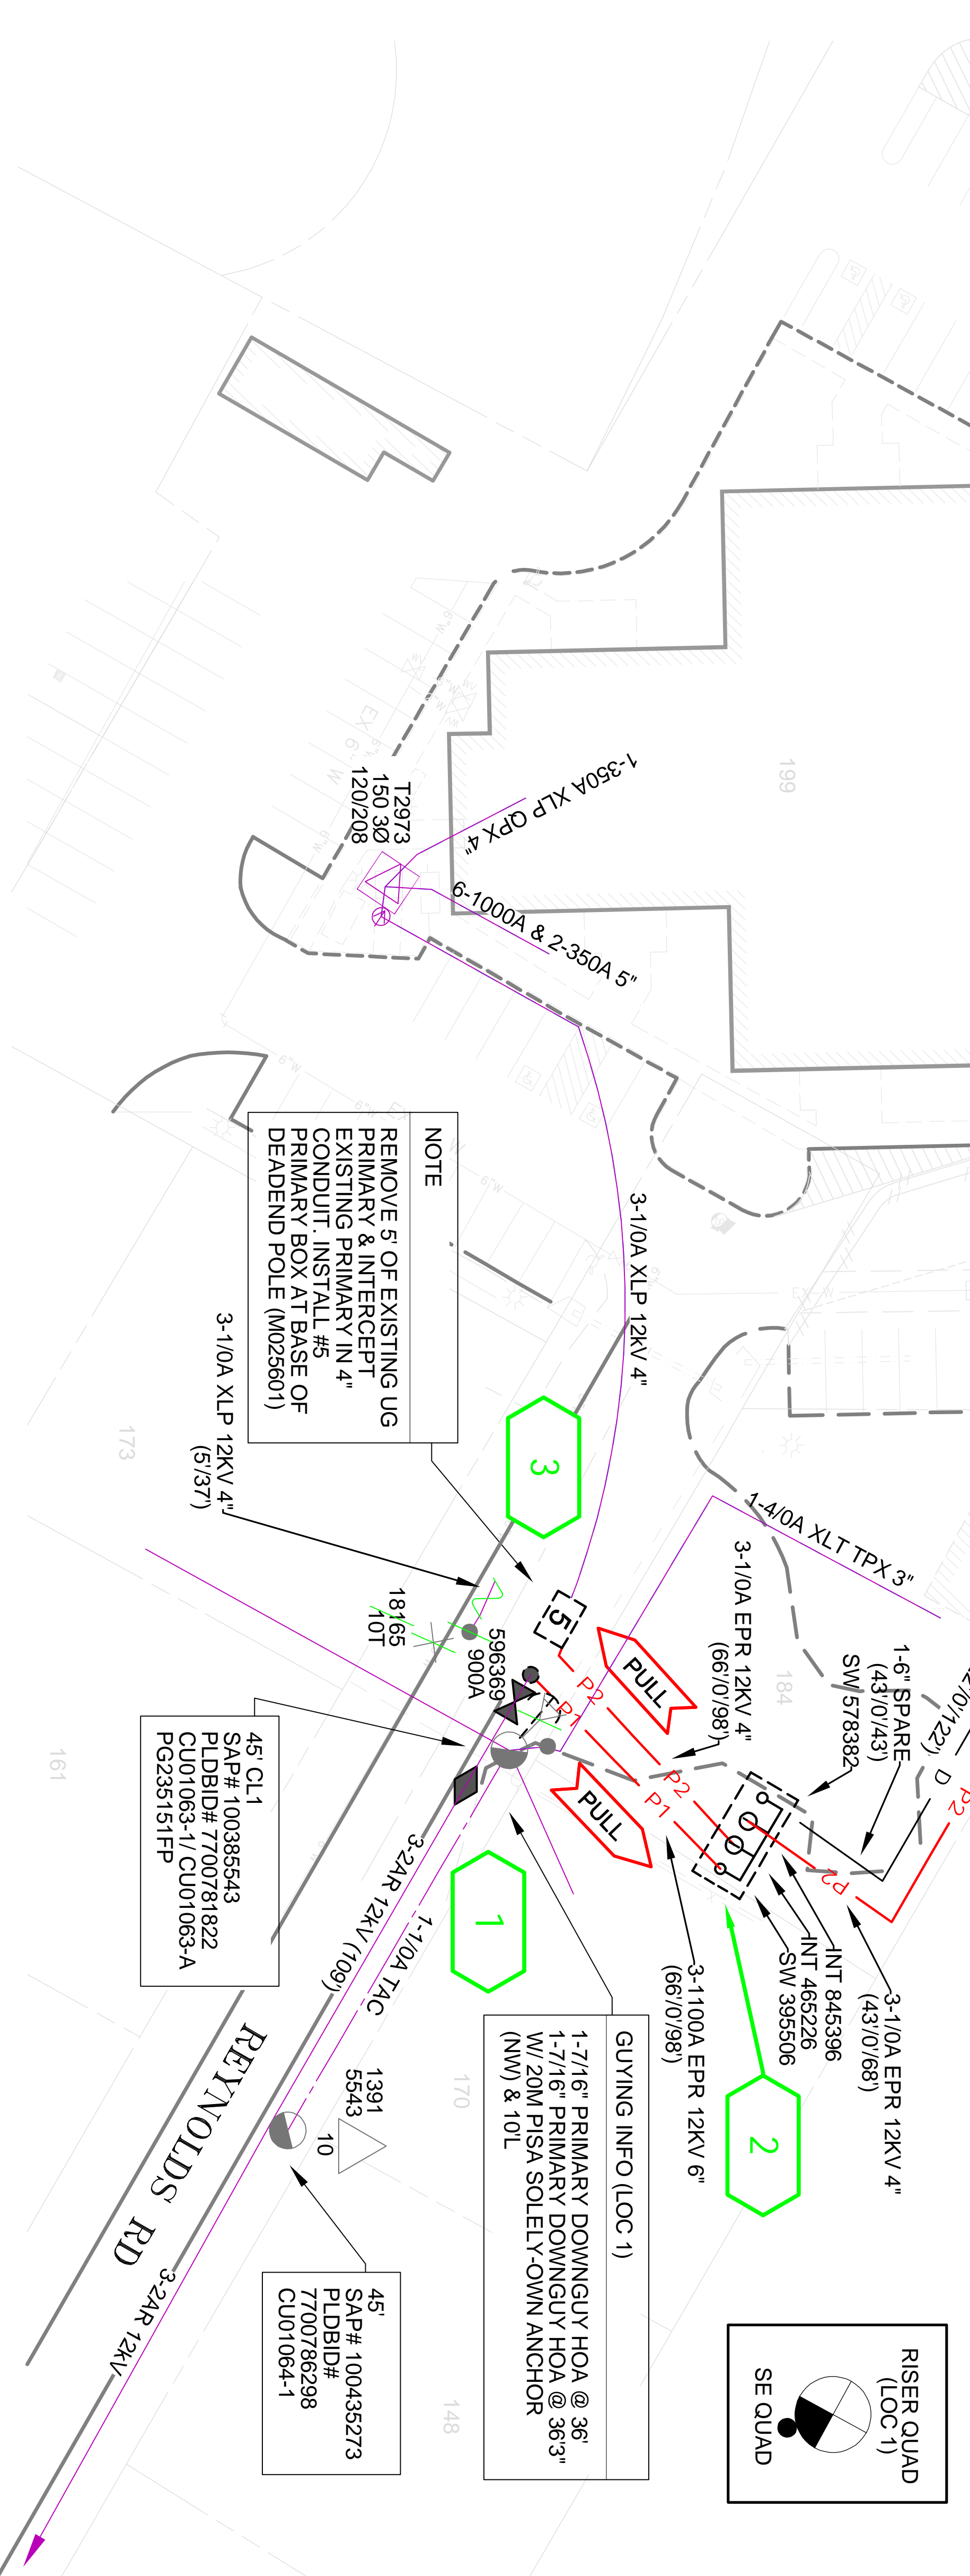 199
T2973
150 3Ø
120/208
1-350A XLP QPX 4"
6-1000A & 2-350A 5"
EX 6" W
6"W
6"W
6"W
6"W
NOTE
REMOVE 5' OF EXISTING UG
PRIMARY & INTERCEPT
EXISTING PRIMARY IN 4"
CONDUIT. INSTALL #5
PRIMARY BOX AT BASE OF
DEADEND POLE (M025601)
3-1/0A XLP 12kV 4"
3-1/0A XLP 12KV 4"
(5'/37')
173
3
5
18165
10T
596369
900A
1-4/0A XLT TPX 3"
3-1/0A EPR 12KV 4"
(66'/0'/98')
184
1-6" SPARE
(43'/0'/43')
SW 578382
PULL
PULL
P2
P1
P2
P1
P2
P2
D
INT 845396
INT 465226
SW 395506
3-1/0A EPR 12KV 4"
(43'/0'/68')
3-1100A EPR 12KV 6"
(66'/0'/98')
45' CL1
SAP# 100385543
PLDBID# 7700781822
CU01063-1/ CU01063-A
PG235151FP
161
1
2
3-2AR 12kV (109')
1-1/0A TAC
GUYING INFO (LOC 1)
1-7/16" PRIMARY DOWNGUY HOA @ 36'
1-7/16" PRIMARY DOWNGUY HOA @ 36'3"
W/ 20M PISA SOLELY-OWN ANCHOR
(NW) & 10'L
170
1391
5543
10
REYNOLDS RD
3-2AR 12kV
45'
SAP# 100435273
PLDBID#
7700786298
CU01064-1
148
RISER QUAD
(LOC 1)
SE QUAD